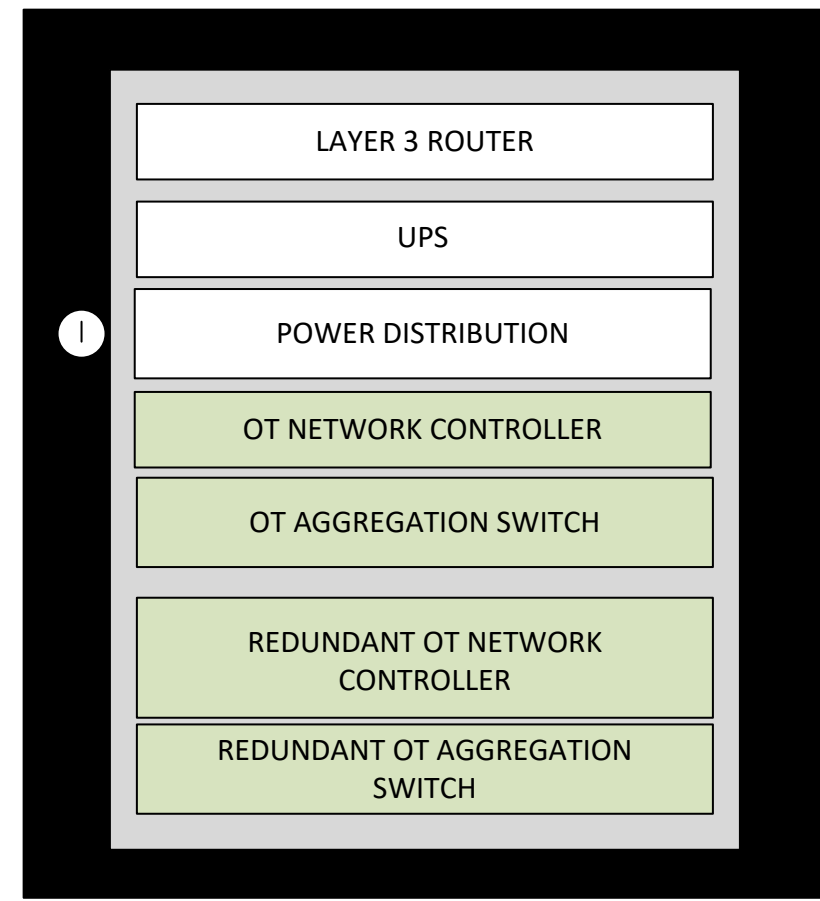 LAYER 3 ROUTER
UPS
POWER DISTRIBUTION
OT NETWORK CONTROLLER
OT AGGREGATION SWITCH
REDUNDANT OT NETWORK
CONTROLLER
REDUNDANT OT AGGREGATION
SWITCH